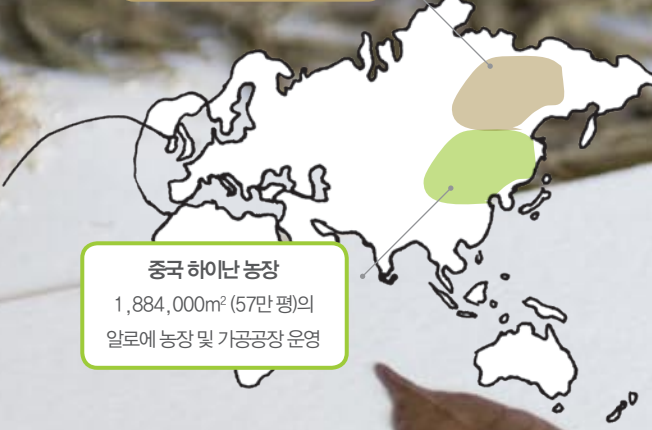 중국 하이난 농장
1,884,000m² (57만 평)의
알로에 농장 및 가공공장 운영